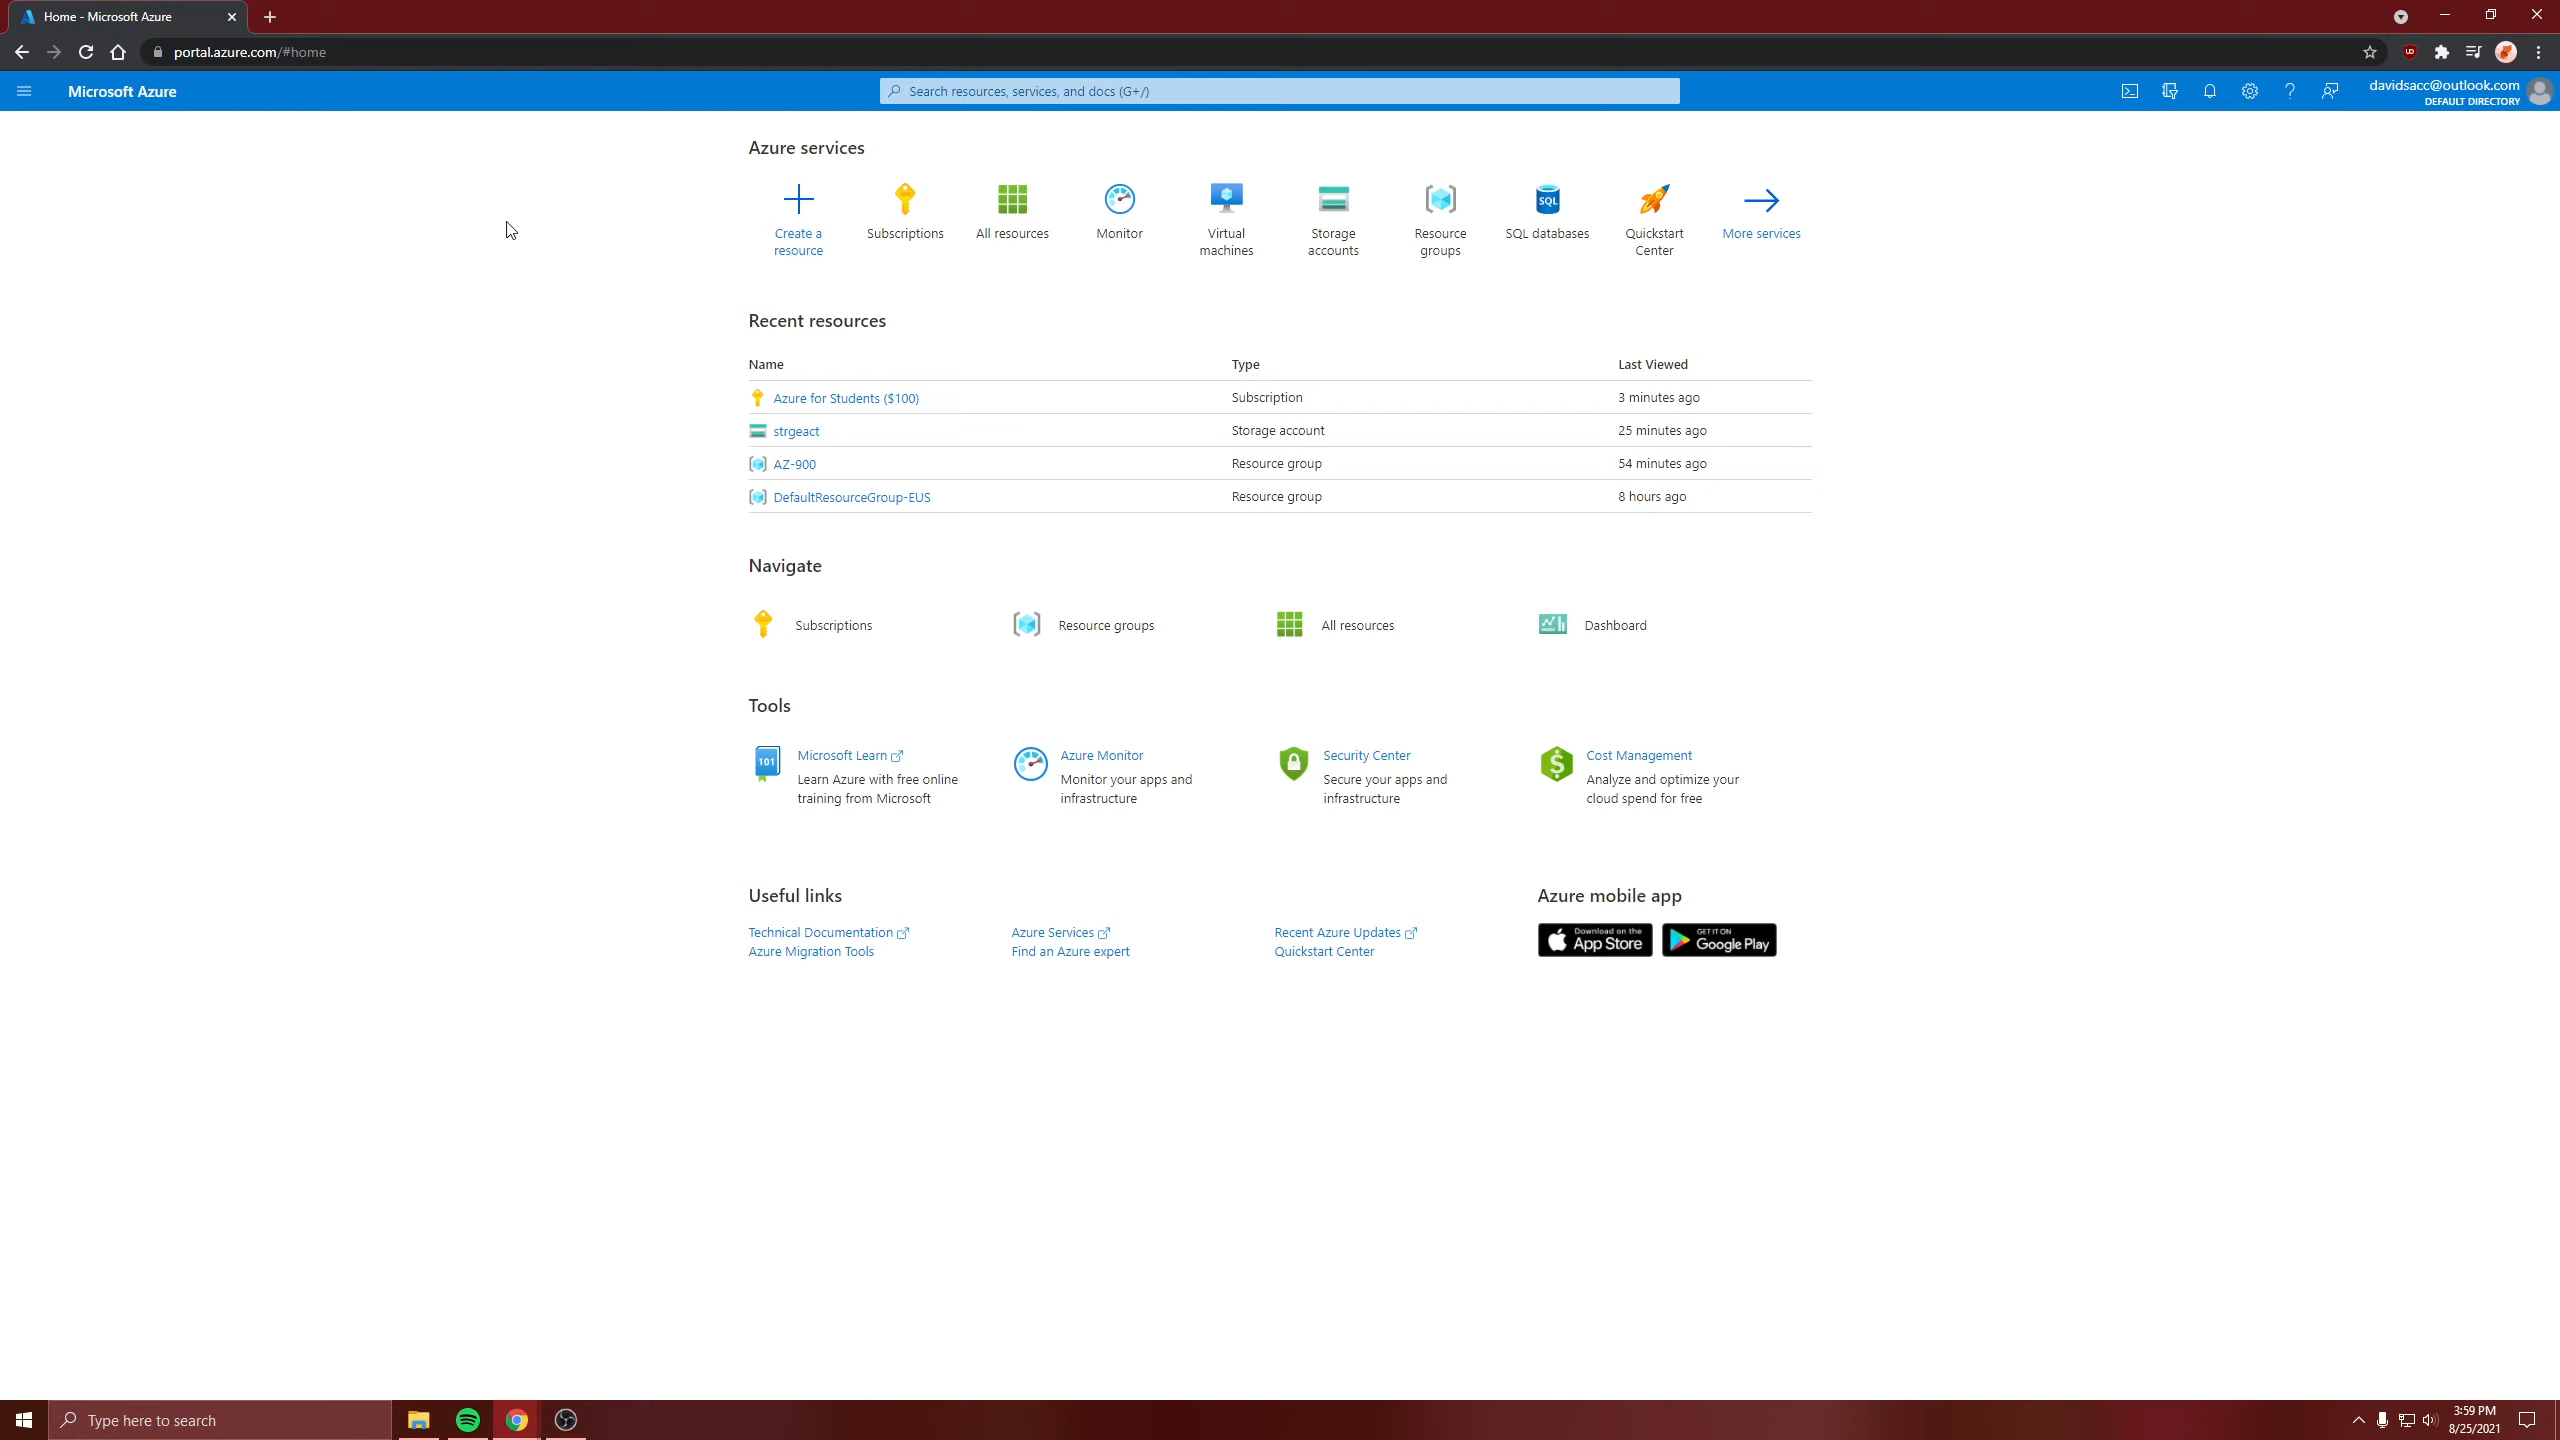 Home - Microsoft Azure
portal.azure.com/#home
Microsoft Azure
Search resources, services, and docs (G+/)
davidsacc@outlook.com
DEFAULT DIRECTORY
Azure services
Create a resource
Subscriptions
All resources
Monitor
Virtual machines
Storage accounts
Resource groups
SQL
SQL databases
Quickstart Center
More services
Recent resources
Name Type Last Viewed
Azure for Students ($100) Subscription 3 minutes ago
strgeact Storage account 25 minutes ago
AZ-900 Resource group 54 minutes ago
DefaultResourceGroup-EUS Resource group 8 hours ago
Navigate
Subscriptions Resource groups All resources Dashboard
Tools
101
Microsoft Learn
Learn Azure with free online
training from Microsoft
Azure Monitor
Monitor your apps and
infrastructure
Security Center
Secure your apps and
infrastructure
Cost Management
Analyze and optimize your
cloud spend for free
Useful links
Technical Documentation
Azure Migration Tools
Azure Services
Find an Azure expert
Recent Azure Updates
Quickstart Center
Azure mobile app
Download on the
App Store
GET IT ON
Google Play
Type here to search
3:59 PM
8/25/2021